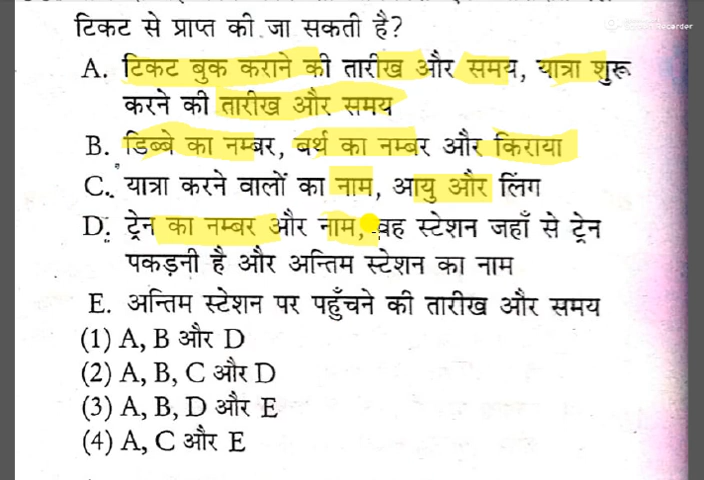 टिकट से प्राप्त की जा सकती है?
A. टिकट बुक कराने की तारीख और समय, यात्रा शुरू
करने की तारीख और समय
B. डिब्बे का नम्बर, बर्थ का नम्बर और किराया
C. यात्रा करने वालों का नाम, आयु और लिंग
D. ट्रेन का नम्बर और नाम, वह स्टेशन जहाँ से ट्रेन
पकड़नी है और अन्तिम स्टेशन का नाम
E. अन्तिम स्टेशन पर पहुँचने की तारीख और समय
(1) A, B और D
(2) A, B, C और D
(3) A, B, D और E
(4) A, C और E